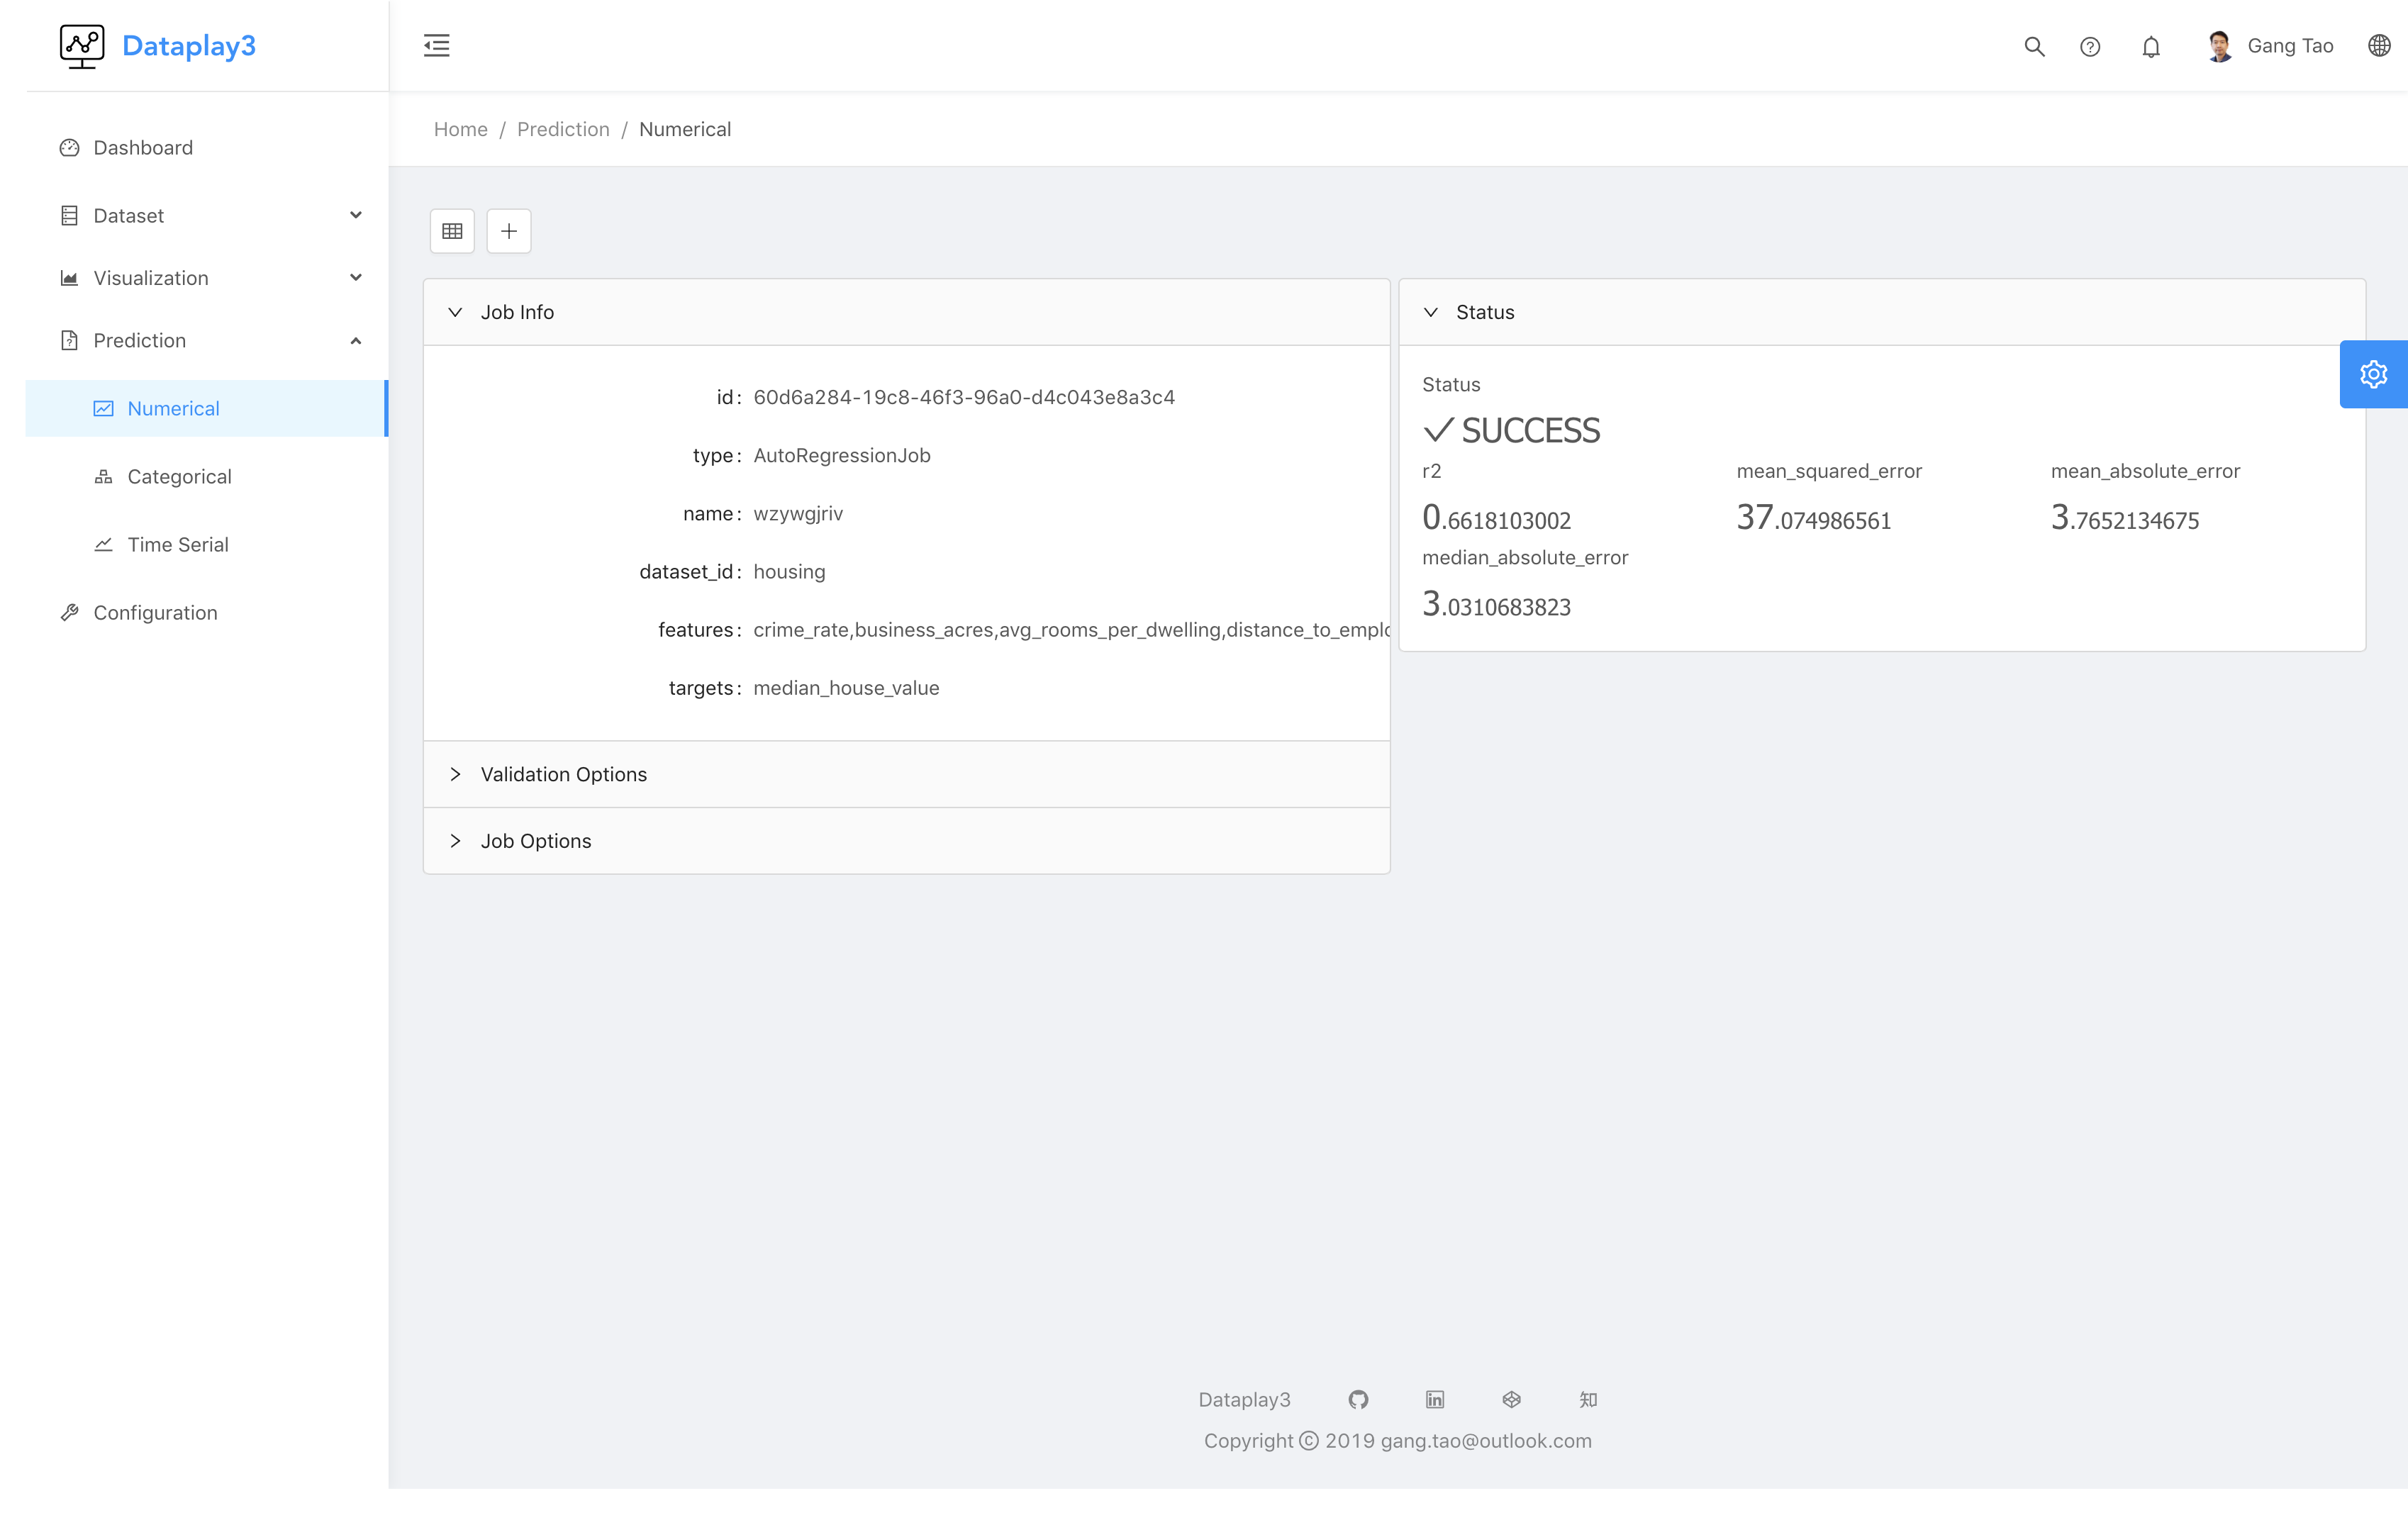 Dataplay3
Gang Tao
Dashboard
Dataset
Visualization
Prediction
Numerical
Categorical
Time Serial
Configuration
Home / Prediction / Numerical
Job Info
id: 60d6a284-19c8-46f3-96a0-d4c043e8a3c4
type: AutoRegressionJob
name: wzywgjriv
dataset_id: housing
features: crime_rate,business_acres,avg_rooms_per_dwelling,distance_to_emplo
targets: median_house_value
Validation Options
Job Options
Status
Status
SUCCESS
r2 mean_squared_error mean_absolute_error
0.6618103002 37.074986561 3.7652134675
median_absolute_error
3.0310683823
Dataplay3 知
Copyright © 2019 gang.tao@outlook.com